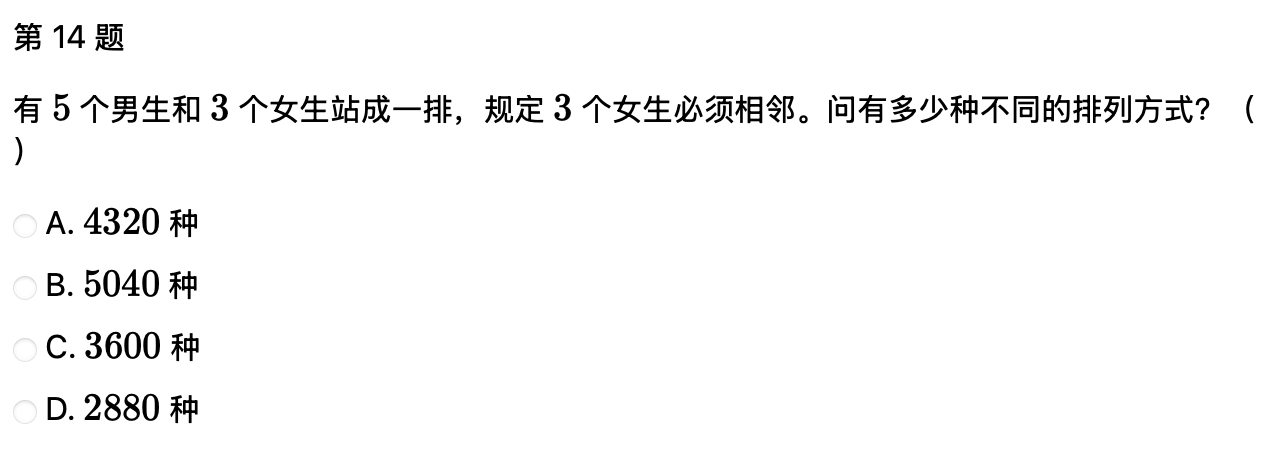 第 14 题
有 5 个男生和 3 个女生站成一排，规定 3 个女生必须相邻。问有多少种不同的排列方式？（
）
A. 4320 种
B. 5040 种
C. 3600 种
D. 2880 种